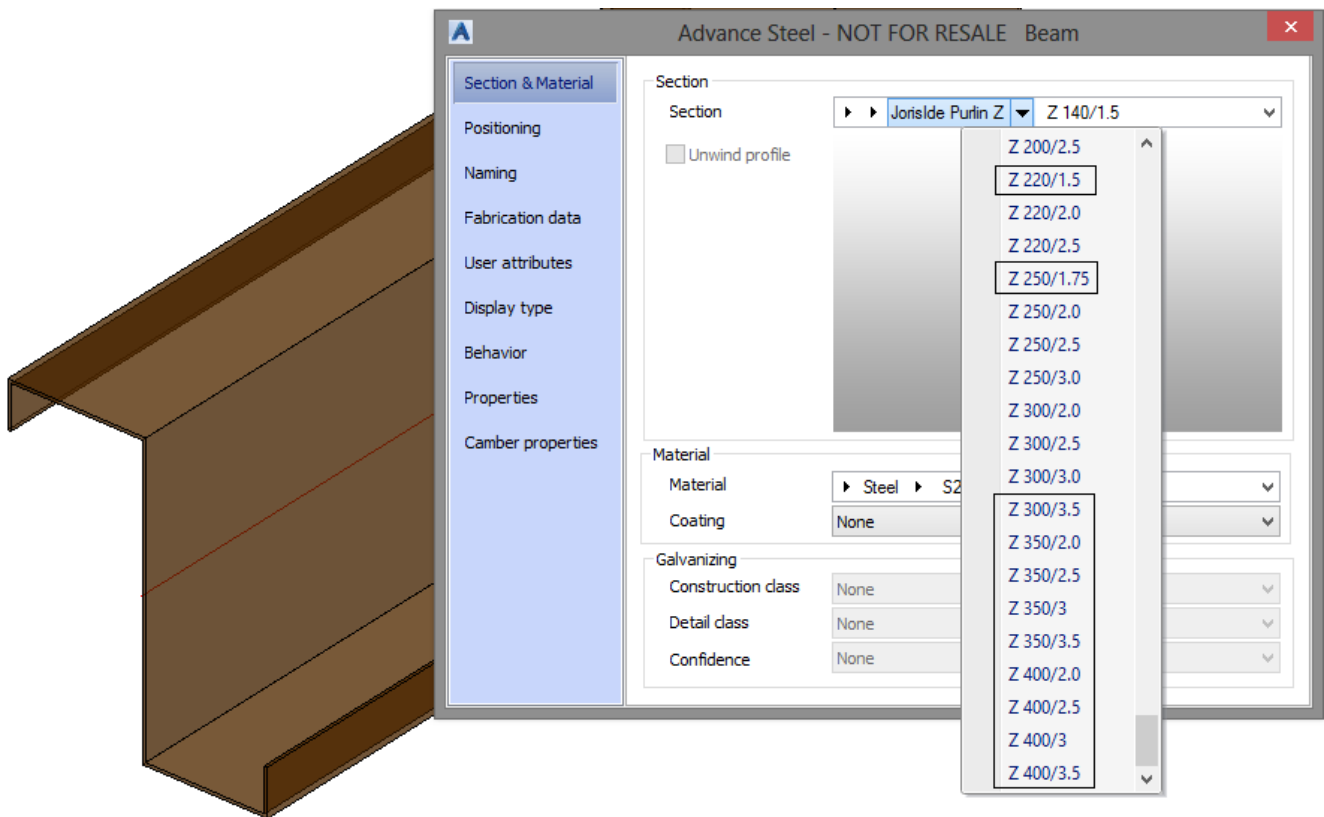 Advance Steel - NOT FOR RESALE Beam
Section & Material
Positioning
Naming
Fabrication data
User attributes
Display type
Behavior
Properties
Camber properties
Section
Section
JorisIde Purlin Z
Z 140/1.5
Unwind profile
Z 200/2.5
Z 220/1.5
Z 220/2.0
Z 220/2.5
Z 250/1.75
Z 250/2.0
Z 250/2.5
Z 250/3.0
Z 300/2.0
Z 300/2.5
Z 300/3.0
Z 300/3.5
Z 350/2.0
Z 350/2.5
Z 350/3
Z 350/3.5
Z 400/2.0
Z 400/2.5
Z 400/3
Z 400/3.5
Material
Material
Steel
S2
Coating
None
Galvanizing
Construction class
None
Detail class
None
Confidence
None